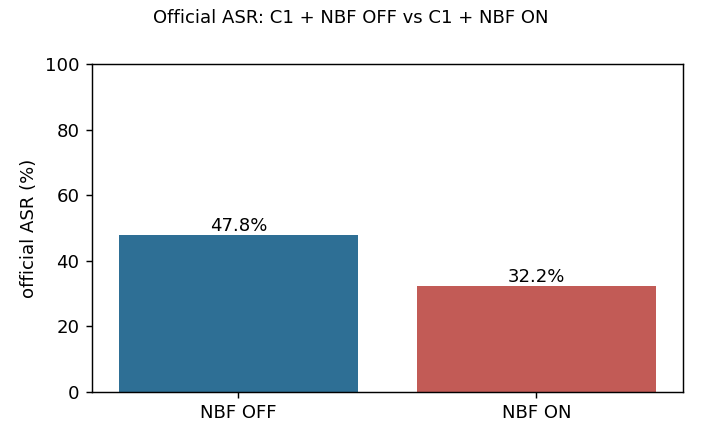 Official ASR: C1 + NBF OFF vs C1 + NBF ON
official ASR (%)
100
80
60
40
20
0
47.8%
32.2%
NBF OFF
NBF ON